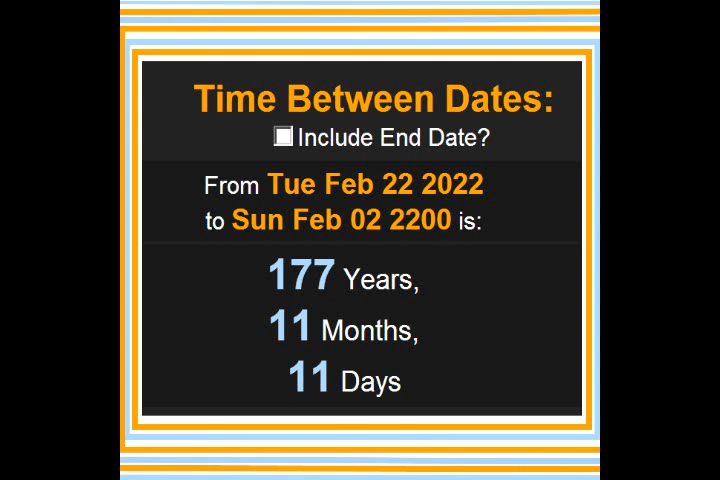 Time Between Dates:
Include End Date?
From Tue Feb 22 2022
to Sun Feb 02 2200 is:
177 Years,
11 Months,
11 Days